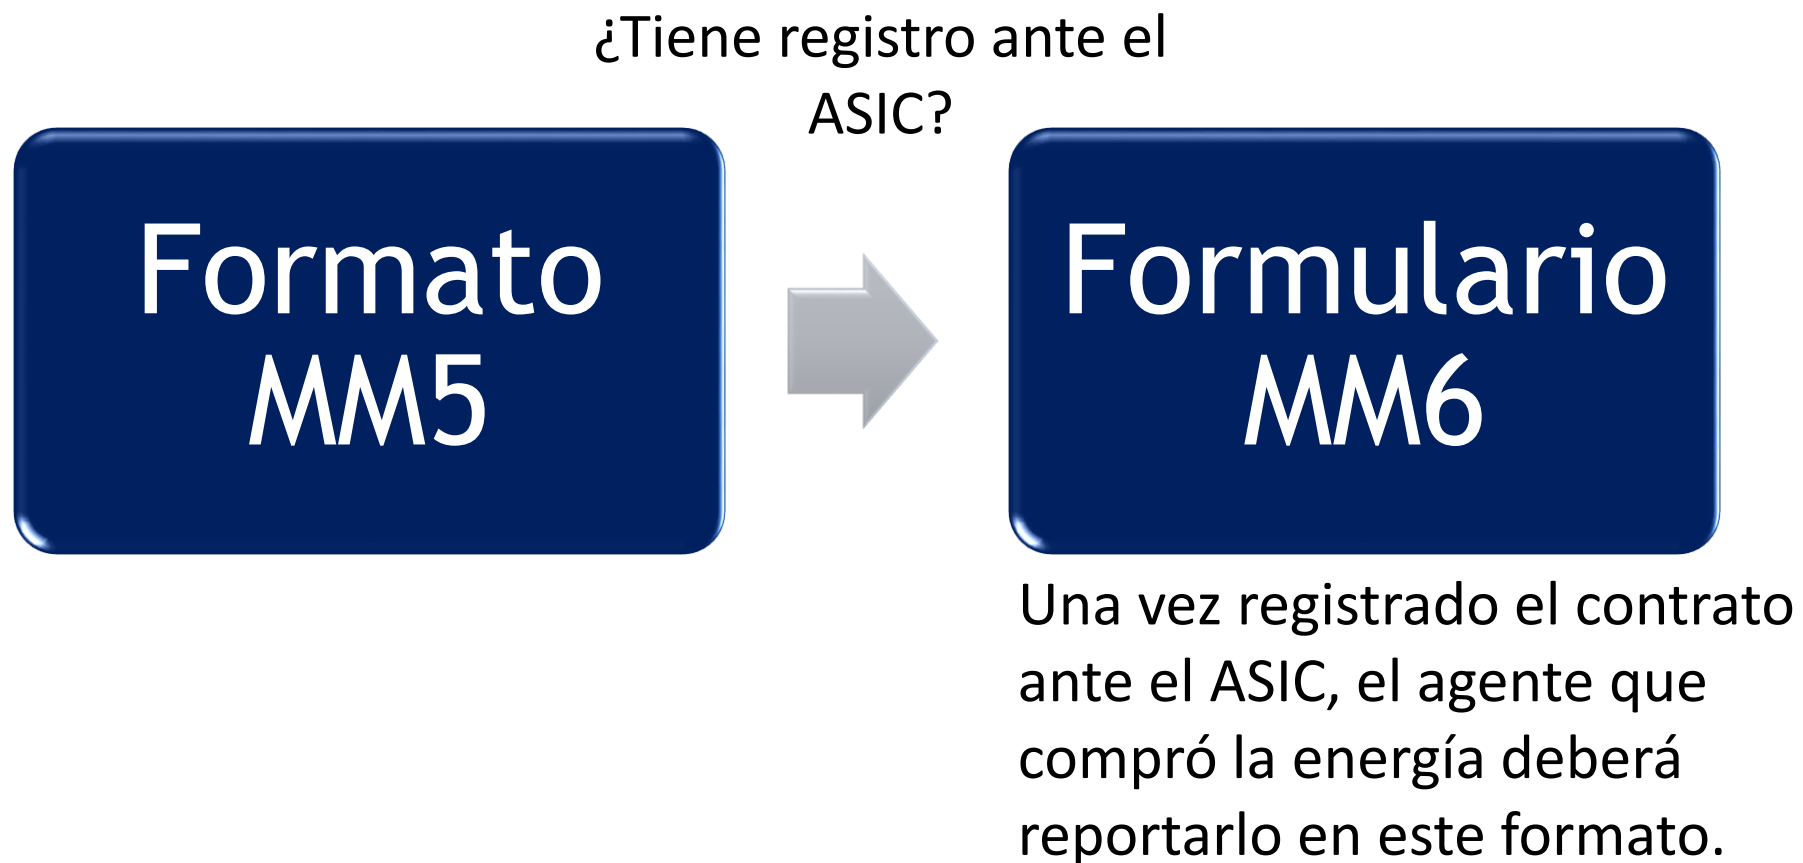 ¿Tiene registro ante el
ASIC?
Formato
MM5
Formulario
MM6
Una vez registrado el contrato
ante el ASIC, el agente que
compró la energía deberá
reportarlo en este formato.